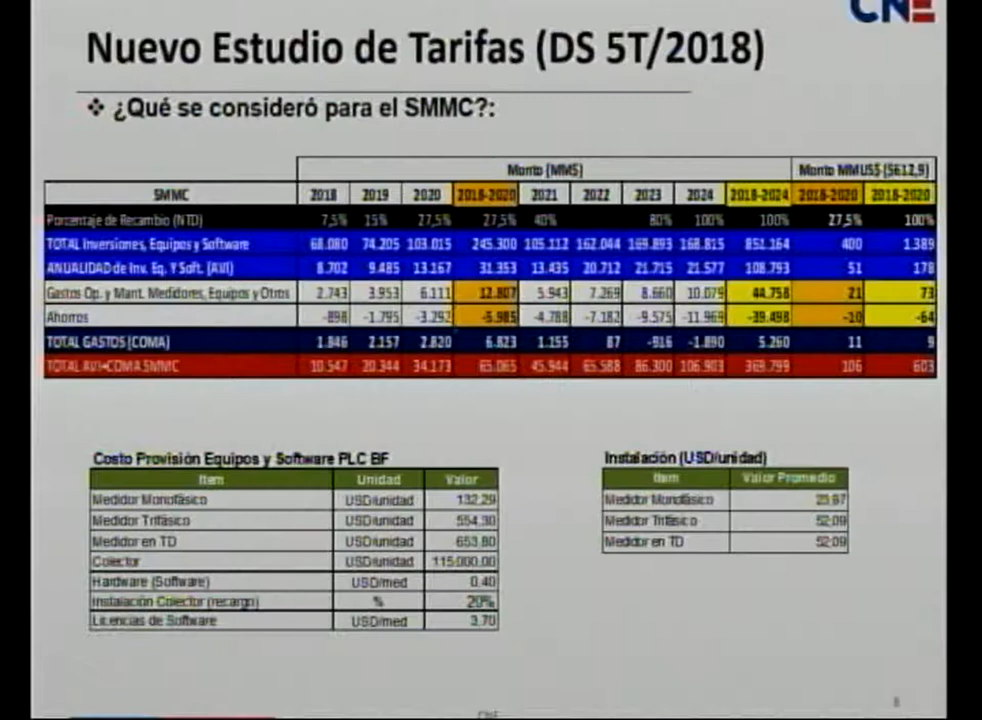 CNE
Nuevo Estudio de Tarifas (DS 5T/2018)
❖ ¿Qué se consideró para el SMMC?:
Monto (MM$) Monto MMUS$ ($612,9)
SMMC 2018 2019 2020 2018-2020 2021 2022 2023 2024 2018-2024 2018-2020 2018-2020
Porcentaje de Recambio (NTD) 7,5% 15% 27,5% 27,5% 40% 80% 100% 100% 27,5% 100%
TOTAL Inversiones, Equipos y Software 68.080 74.205 103.015 245.300 105.112 162.044 169.893 168.815 851.164 400 1.389
ANUALIDAD de Inv. Eq. Y Soft. (AVI) 8.702 9.485 13.167 31.353 13.435 20.712 21.715 21.577 108.793 51 178
Gastos Op. y Mant. Medidores, Equipos y Otros 2.743 3.953 6.111 12.807 5.943 7.269 8.660 10.079 44.758 21 73
Ahorros -898 -1.795 -3.292 -5.985 -4.788 -7.182 -9.575 -11.969 -39.498 -10 -64
TOTAL GASTOS (COMA) 1.846 2.157 2.820 6.823 1.155 87 -916 -1.890 5.260 11 9
TOTAL AVI+COMA SMMC 10.547 20.344 34.173 65.065 45.944 65.588 86.300 106.903 369.799 106 603
Costo Provisión Equipos y Software PLC BF
Item Unidad Valor
Medidor Monofásico USD/unidad 132,29
Medidor Trifásico USD/unidad 554,30
Medidor en TD USD/unidad 653,80
Colector USD/unidad 115.000,00
Hardware (Software) USD/med 0,40
Instalación Colector (recargo) % 20%
Licencias de Software USD/med 3,70
Instalación (USD/unidad)
Item Valor Promedio
Medidor Monofásico 23,97
Medidor Trifásico 52,09
Medidor en TD 52,09
CNE